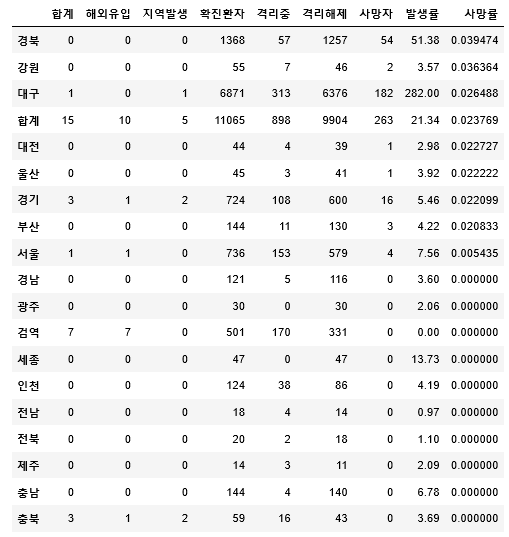 합계 해외유입 지역발생 확진환자 격리중 격리해제 사망자 발생률 사망률
경북 0 0 0 1368 57 1257 54 51.38 0.039474
강원 0 0 0 55 7 46 2 3.57 0.036364
대구 1 0 1 6871 313 6376 182 282.00 0.026488
합계 15 10 5 11065 898 9904 263 21.34 0.023769
대전 0 0 0 44 4 39 1 2.98 0.022727
울산 0 0 0 45 3 41 1 3.92 0.022222
경기 3 1 2 724 108 600 16 5.46 0.022099
부산 0 0 0 144 11 130 3 4.22 0.020833
서울 1 1 0 736 153 579 4 7.56 0.005435
경남 0 0 0 121 5 116 0 3.60 0.000000
광주 0 0 0 30 0 30 0 2.06 0.000000
검역 7 7 0 501 170 331 0 0.00 0.000000
세종 0 0 0 47 0 47 0 13.73 0.000000
인천 0 0 0 124 38 86 0 4.19 0.000000
전남 0 0 0 18 4 14 0 0.97 0.000000
전북 0 0 0 20 2 18 0 1.10 0.000000
제주 0 0 0 14 3 11 0 2.09 0.000000
충남 0 0 0 144 4 140 0 6.78 0.000000
충북 3 1 2 59 16 43 0 3.69 0.000000